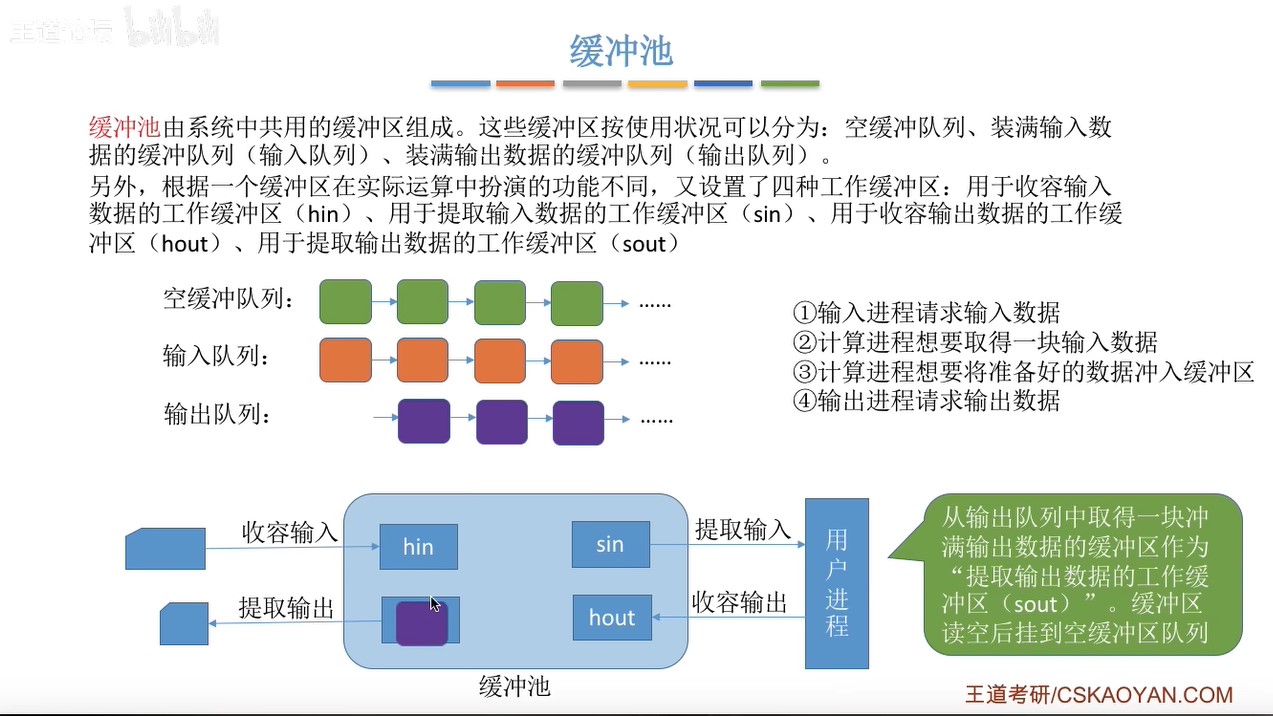 王道论坛 bilibili
缓冲池
缓冲池由系统中共用的缓冲区组成。这些缓冲区按使用状况可以分为：空缓冲队列、装满输入数
据的缓冲队列（输入队列）、装满输出数据的缓冲队列（输出队列）。
另外，根据一个缓冲区在实际运算中扮演的功能不同，又设置了四种工作缓冲区：用于收容输入
数据的工作缓冲区（hin）、用于提取输入数据的工作缓冲区（sin）、用于收容输出数据的工作缓
冲区（hout）、用于提取输出数据的工作缓冲区（sout）
空缓冲队列：
……
输入队列：
……
输出队列：
……
①输入进程请求输入数据
②计算进程想要取得一块输入数据
③计算进程想要将准备好的数据冲入缓冲区
④输出进程请求输出数据
收容输入
hin
sin
提取输入
提取输出
hout
收容输出
用户进程
缓冲池
从输出队列中取得一块冲
满输出数据的缓冲区作为
“提取输出数据的工作缓
冲区（sout）”。缓冲区
读空后挂到空缓冲区队列
王道考研/CSKAOYAN.COM